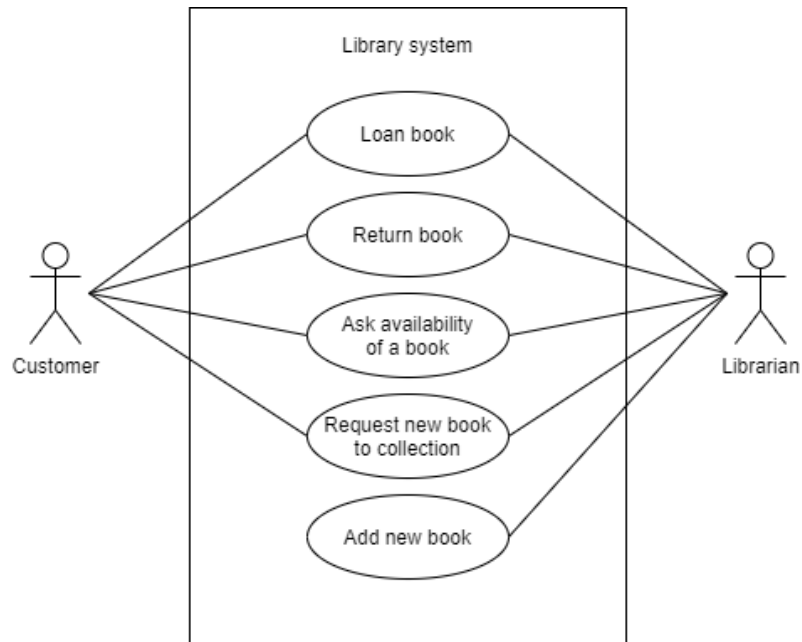 Library system
Loan book
Return book
Ask availability
of a book
Customer
Librarian
Request new book
to collection
Add new book